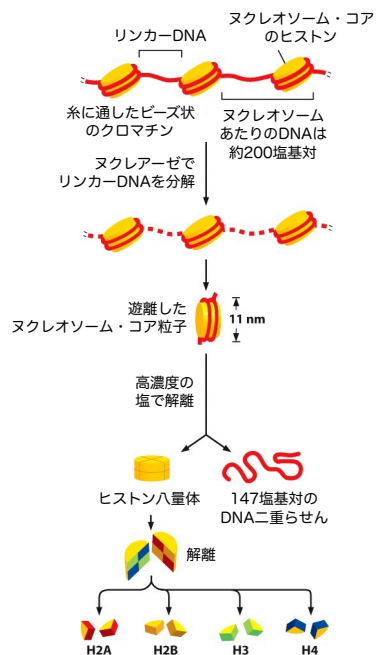 リンカーDNA
ヌクレオソーム・コア
のヒストン
糸に通したビーズ状
のクロマチン
ヌクレオソーム
あたりのDNAは
約200塩基対
ヌクレアーゼで
リンカーDNAを分解
遊離した
ヌクレオソーム・コア粒子
11 nm
高濃度の
塩で解離
ヒストン八量体
147塩基対の
DNA二重らせん
解離
H2A
H2B
H3
H4